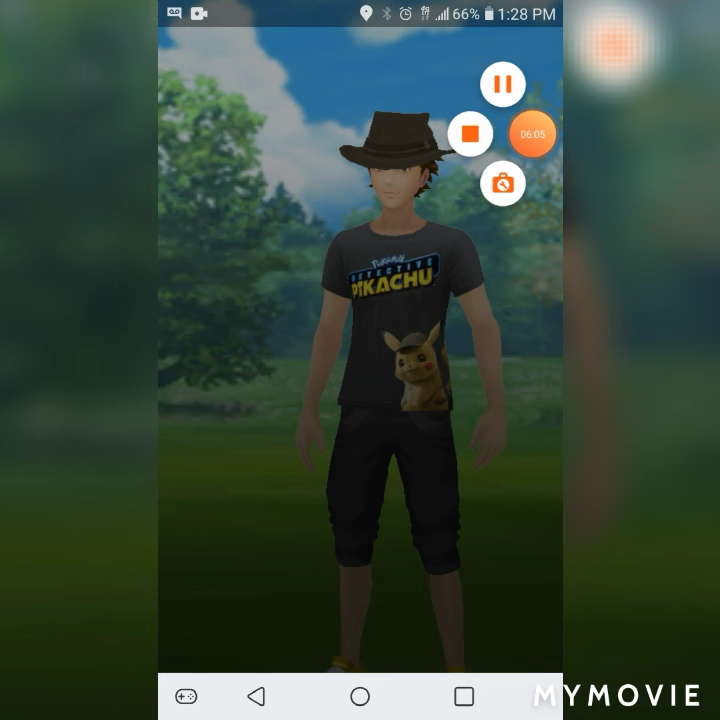 66% 1:28 PM
06:05
POKÉMON
DETECTIVE
PIKACHU
MYMOVIE